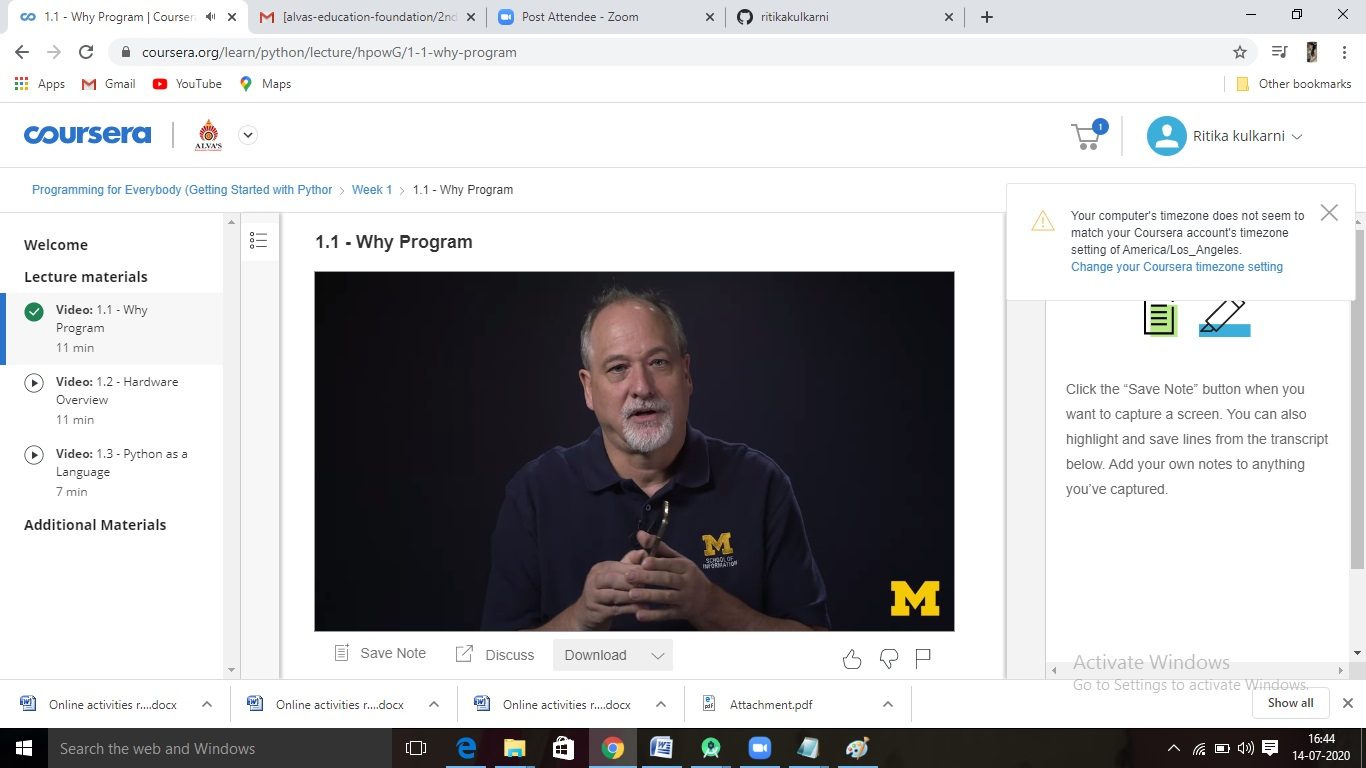 1.1 - Why Program | Courser
[alvas-education-foundation/2nd
Post Attendee - Zoom
ritikakulkarni
coursera.org/learn/python/lecture/hpowG/1-1-why-program
Apps
Gmail
YouTube
Maps
Other bookmarks
coursera
ALVA'S
1
Ritika kulkarni
Programming for Everybody (Getting Started with Python
Week 1
1.1 - Why Program
Your computer's timezone does not seem to
match your Coursera account's timezone
setting of America/Los_Angeles.
Change your Coursera timezone setting
Welcome
Lecture materials
Video: 1.1 - Why
Program
11 min
Video: 1.2 - Hardware
Overview
11 min
Video: 1.3 - Python as a
Language
7 min
Additional Materials
1.1 - Why Program
M
SCHOOL OF
INFORMATION
M
Save Note
Discuss
Download
Click the “Save Note” button when you
want to capture a screen. You can also
highlight and save lines from the transcript
below. Add your own notes to anything
you’ve captured.
Activate Windows
Go to Settings to activate Windows.
Online activities r....docx
Online activities r....docx
Online activities r....docx
Attachment.pdf
Show all
Search the web and Windows
16:44
14-07-2020